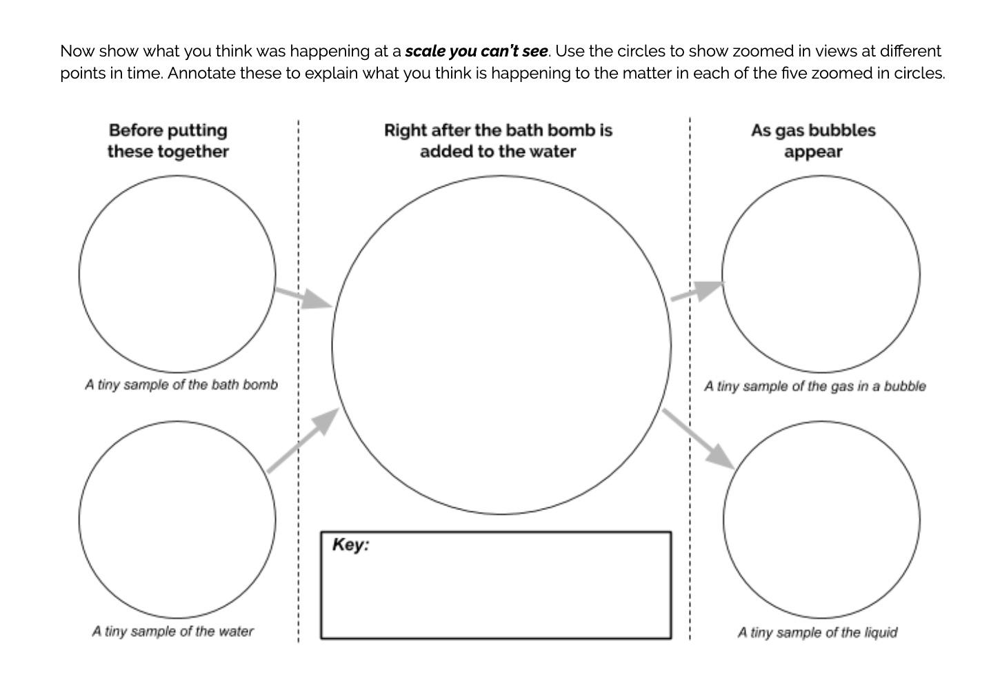 Now show what you think was happening at a scale you can't see. Use the circles to show zoomed in views at different
points in time. Annotate these to explain what you think is happening to the matter in each of the five zoomed in circles.
Before putting
these together
Right after the bath bomb is
added to the water
As gas bubbles
appear
A tiny sample of the bath bomb
A tiny sample of the gas in a bubble
Key:
A tiny sample of the water
A tiny sample of the liquid